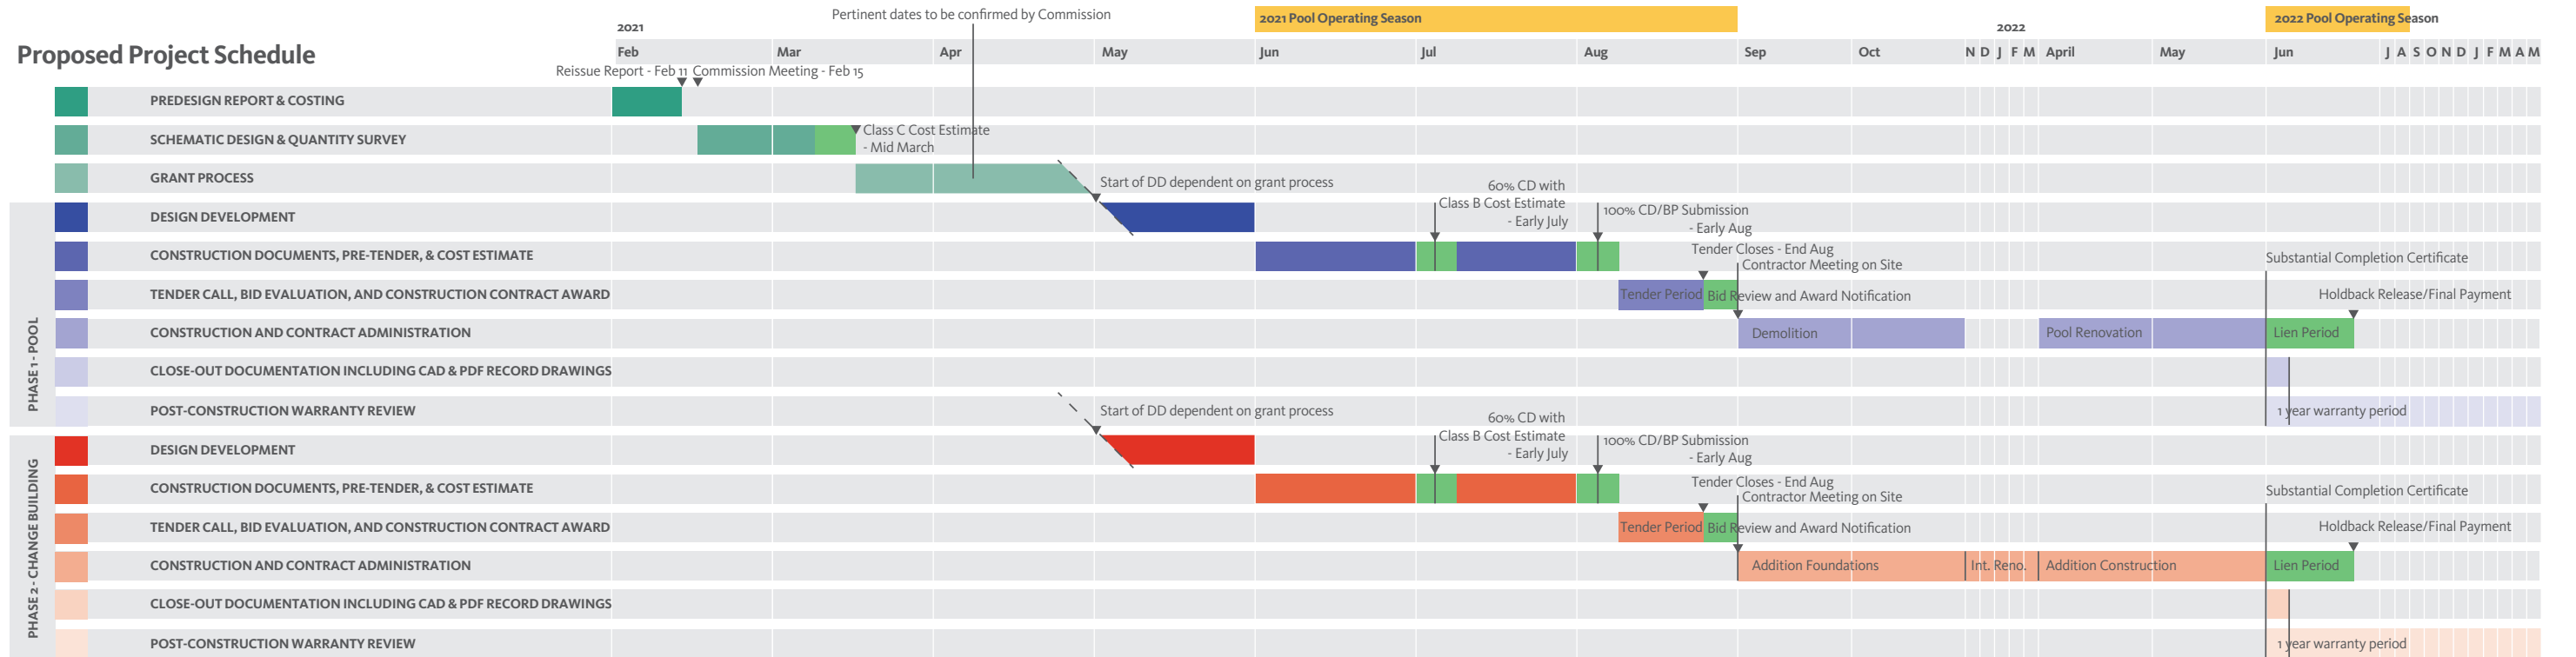 Pertinent dates to be confirmed by Commission
2021 Pool Operating Season
2022 Pool Operating Season
2021
2022
Proposed Project Schedule
Feb Mar Apr May Jun Jul Aug Sep Oct N D J F M April May Jun J A S O N D J F M A M
Reissue Report - Feb 11 Commission Meeting - Feb 15
PREDESIGN REPORT & COSTING
SCHEMATIC DESIGN & QUANTITY SURVEY
Class C Cost Estimate
- Mid March
GRANT PROCESS
Start of DD dependent on grant process
PHASE 1 - POOL
DESIGN DEVELOPMENT
60% CD with
Class B Cost Estimate
- Early July
100% CD/BP Submission
- Early Aug
CONSTRUCTION DOCUMENTS, PRE-TENDER, & COST ESTIMATE
Tender Closes - End Aug
Contractor Meeting on Site
Substantial Completion Certificate
TENDER CALL, BID EVALUATION, AND CONSTRUCTION CONTRACT AWARD
Tender Period
Bid Review and Award Notification
Holdback Release/Final Payment
CONSTRUCTION AND CONTRACT ADMINISTRATION
Demolition
Pool Renovation
Lien Period
CLOSE-OUT DOCUMENTATION INCLUDING CAD & PDF RECORD DRAWINGS
POST-CONSTRUCTION WARRANTY REVIEW
1 year warranty period
Start of DD dependent on grant process
PHASE 2 - CHANGE BUILDING
DESIGN DEVELOPMENT
60% CD with
Class B Cost Estimate
- Early July
100% CD/BP Submission
- Early Aug
CONSTRUCTION DOCUMENTS, PRE-TENDER, & COST ESTIMATE
Tender Closes - End Aug
Contractor Meeting on Site
Substantial Completion Certificate
TENDER CALL, BID EVALUATION, AND CONSTRUCTION CONTRACT AWARD
Tender Period
Bid Review and Award Notification
Holdback Release/Final Payment
CONSTRUCTION AND CONTRACT ADMINISTRATION
Addition Foundations
Int. Reno.
Addition Construction
Lien Period
CLOSE-OUT DOCUMENTATION INCLUDING CAD & PDF RECORD DRAWINGS
POST-CONSTRUCTION WARRANTY REVIEW
1 year warranty period